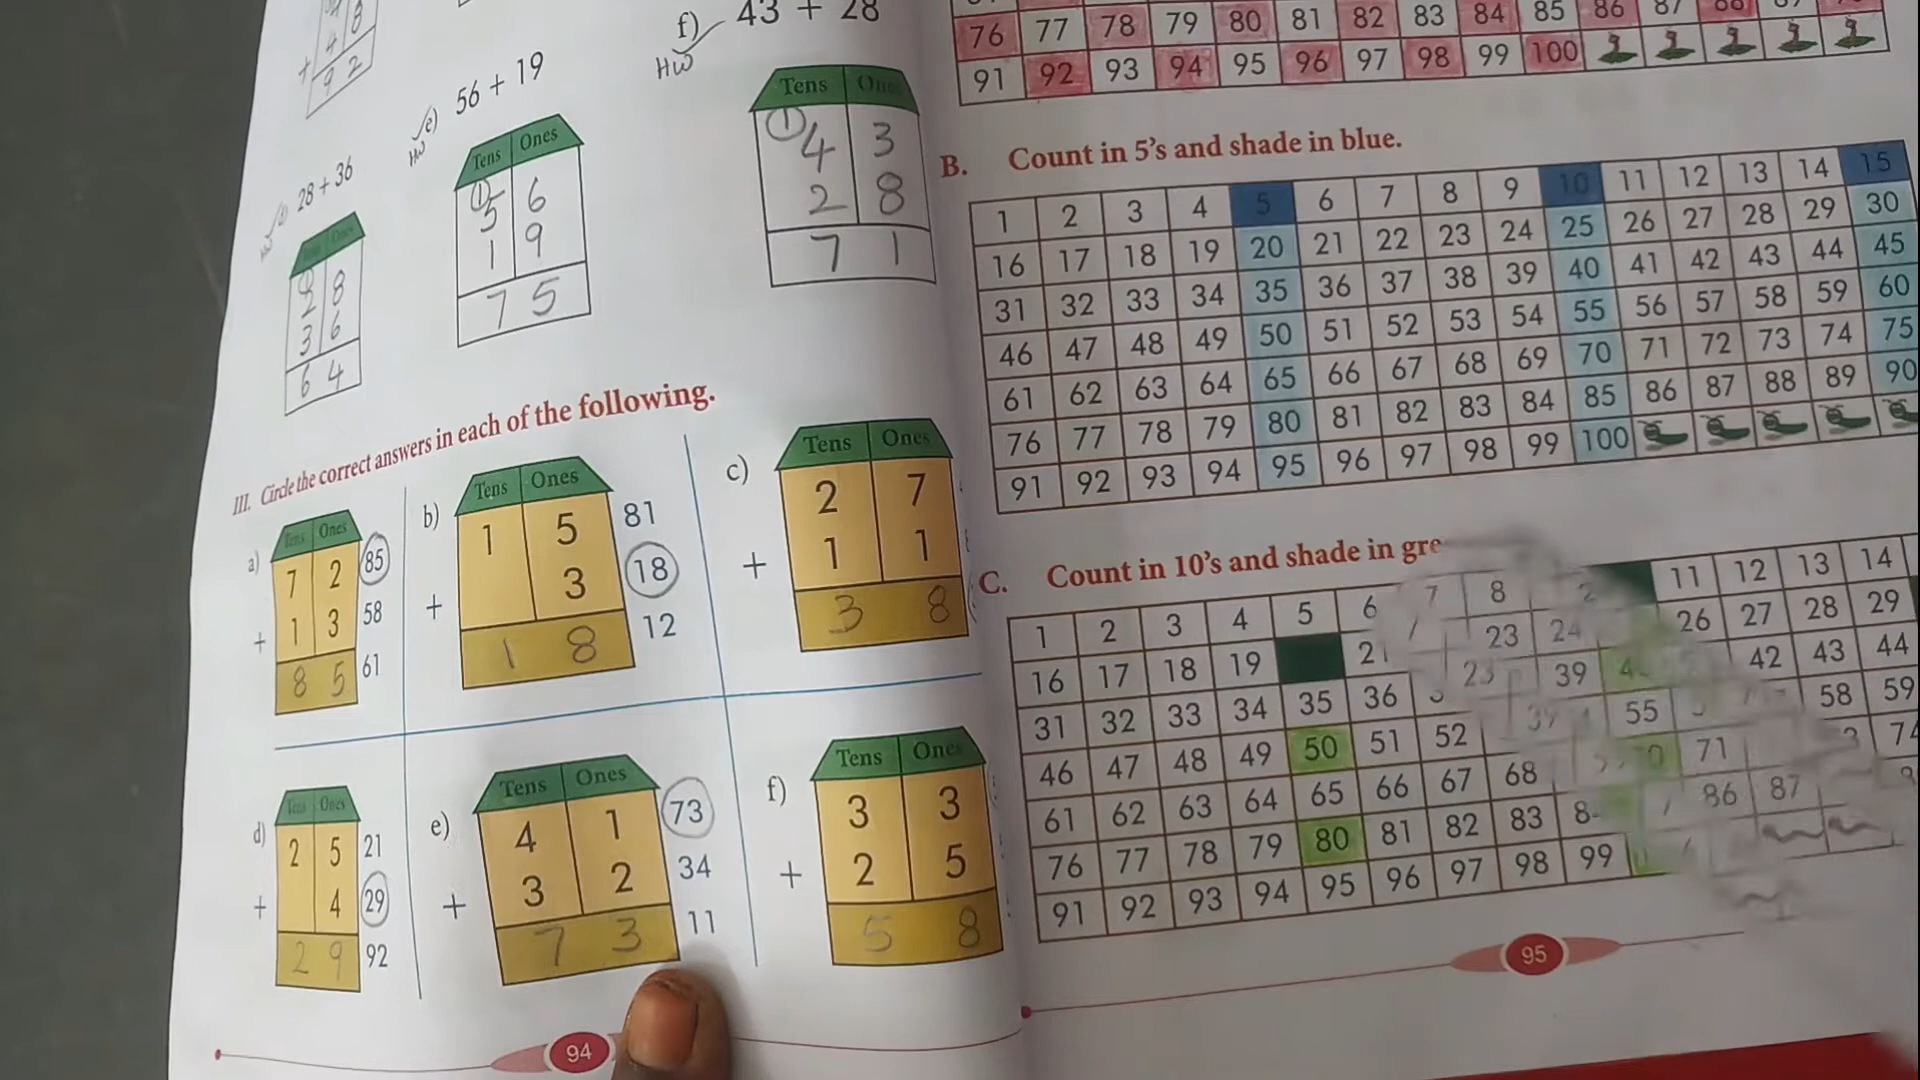 4 8
+ 9 2
d) 28 + 36
HW
Tens Ones
1
2 8
3 6
6 4
e) 56 + 19
HW
Tens Ones
1
5 6
1 9
7 5
f) 43 + 28
HW
Tens Ones
1
4 3
2 8
7 1
III. Circle the correct answers in each of the following.
a) Tens Ones
7 2 85
+ 1 3 58
8 5 61
b) Tens Ones
1 5 81
+ 3 18
1 8 12
c) Tens Ones
2 7
+ 1 1
3 8
d) Tens Ones
2 5 21
+ 4 29
2 9 92
e) Tens Ones
4 1 73
+ 3 2 34
7 3 11
f) Tens Ones
3 3
+ 2 5
5 8
94
76 77 78 79 80 81 82 83 84 85 86 87 88
91 92 93 94 95 96 97 98 99 100
B. Count in 5's and shade in blue.
1 2 3 4 5 6 7 8 9 10 11 12 13 14 15
16 17 18 19 20 21 22 23 24 25 26 27 28 29 30
31 32 33 34 35 36 37 38 39 40 41 42 43 44 45
46 47 48 49 50 51 52 53 54 55 56 57 58 59 60
61 62 63 64 65 66 67 68 69 70 71 72 73 74 75
76 77 78 79 80 81 82 83 84 85 86 87 88 89 90
91 92 93 94 95 96 97 98 99 100
C. Count in 10's and shade in gre
1 2 3 4 5 6 7 8 11 12 13 14
16 17 18 19 21 23 24 26 27 28 29
31 32 33 34 35 36 39 42 43 44
46 47 48 49 50 51 52 55 58 59
61 62 63 64 65 66 67 68 71 74
76 77 78 79 80 81 82 83 86 87
91 92 93 94 95 96 97 98 99
95